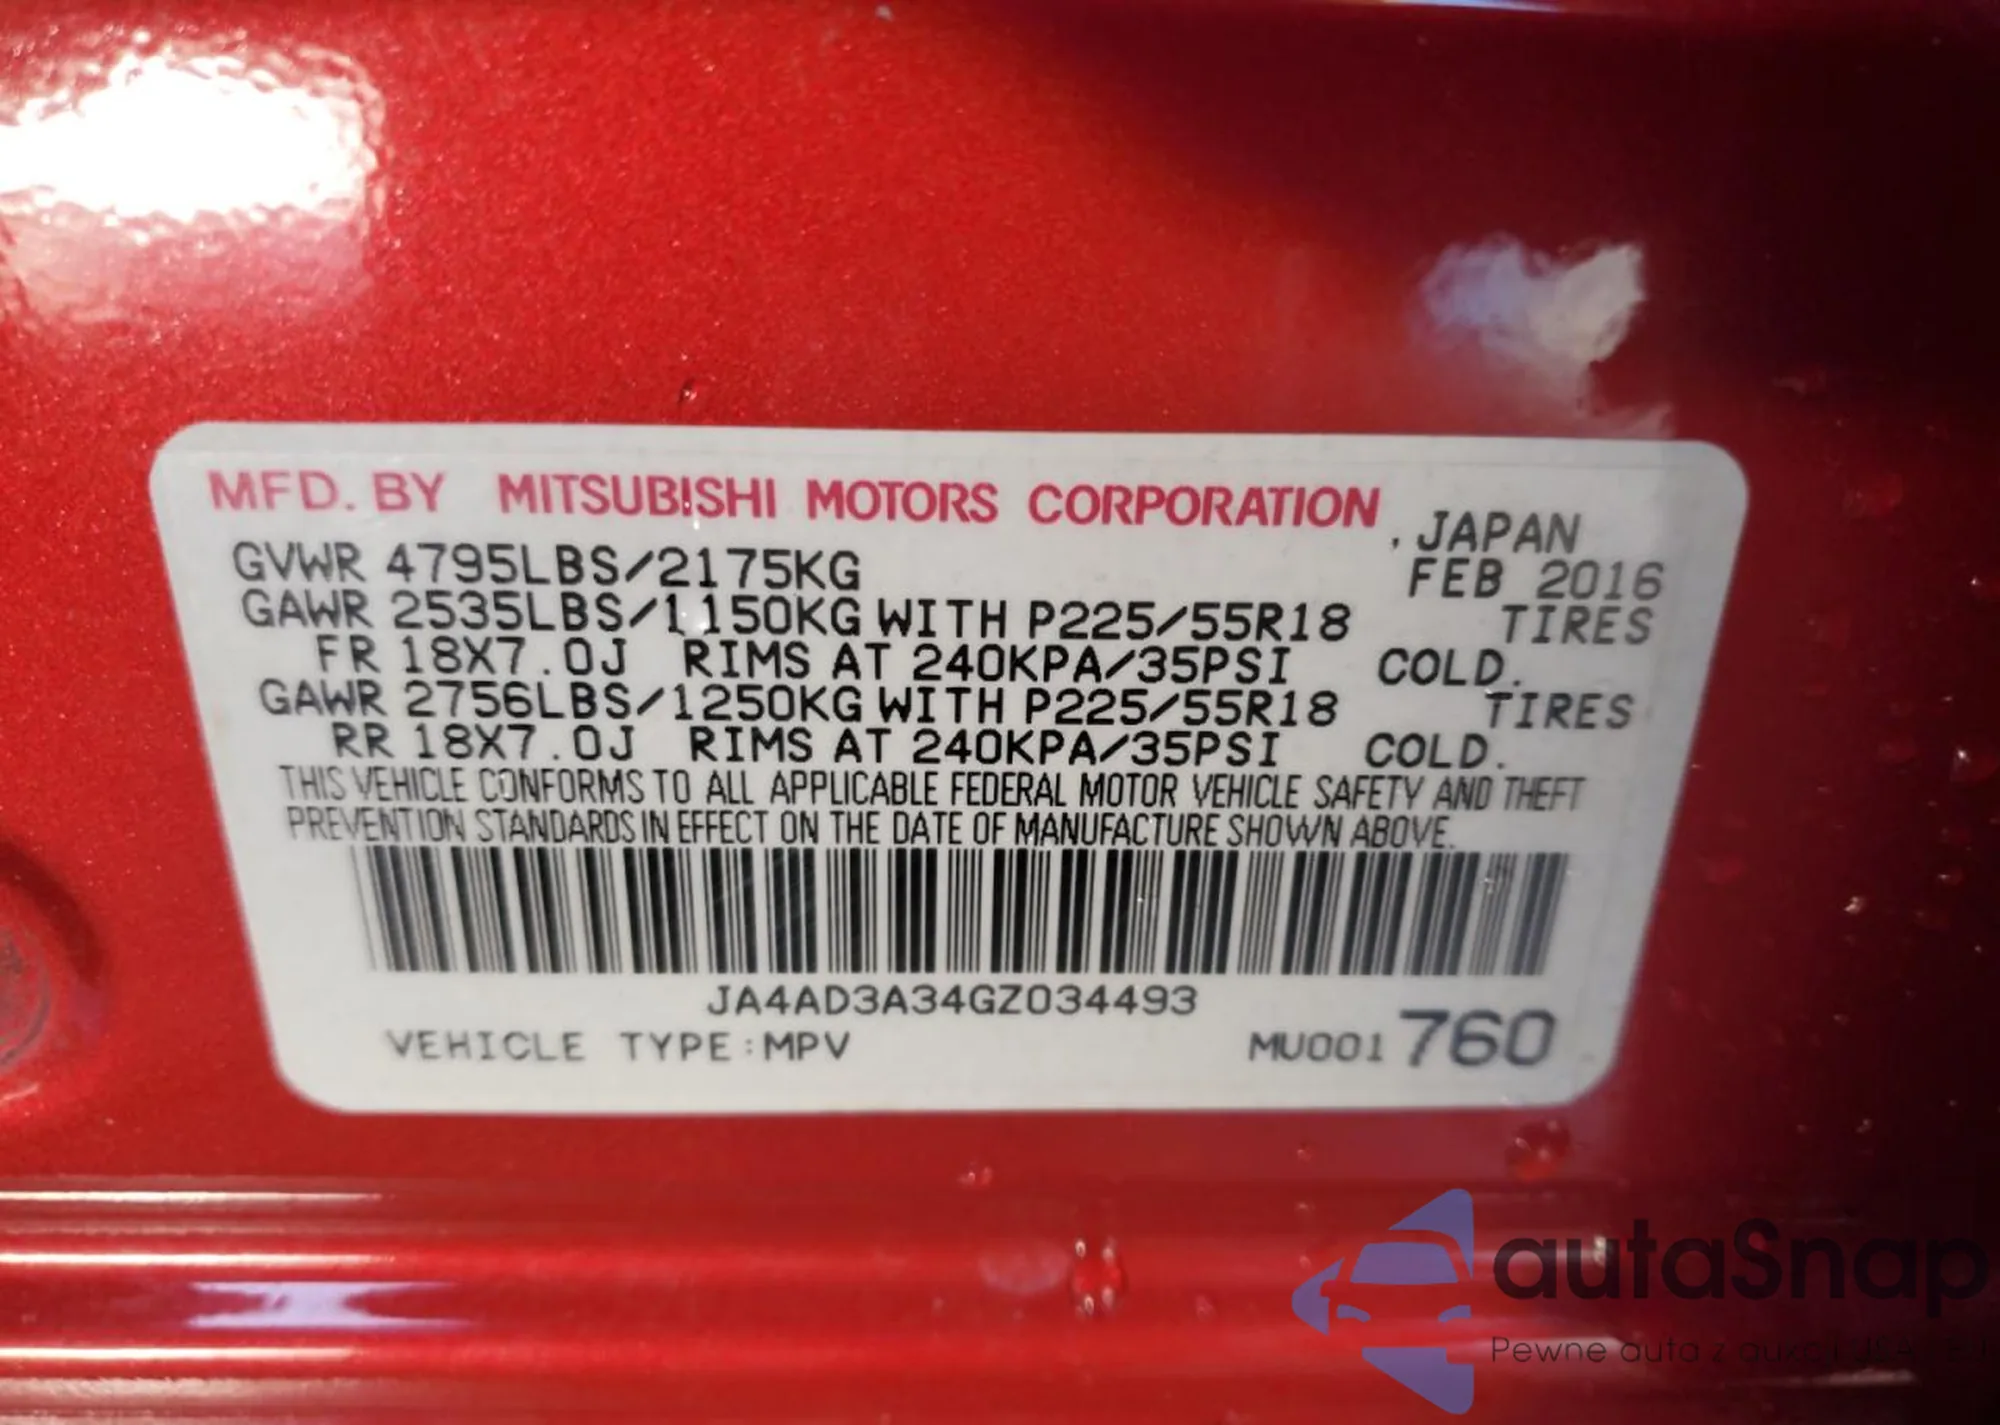 MFD. BY MITSUBISHI MOTORS CORPORATION , JAPAN
GVWR 4795LBS/2175KG FEB 2016
GAWR 2535LBS/1150KG WITH P225/55R18 TIRES
FR 18X7.0J RIMS AT 240KPA/35PSI COLD.
GAWR 2756LBS/1250KG WITH P225/55R18 TIRES
RR 18X7.0J RIMS AT 240KPA/35PSI COLD.
THIS VEHICLE CONFORMS TO ALL APPLICABLE FEDERAL MOTOR VEHICLE SAFETY AND THEFT
PREVENTION STANDARDS IN EFFECT ON THE DATE OF MANUFACTURE SHOWN ABOVE.
JA4AD3A34GZ034493
VEHICLE TYPE:MPV MU001 760
autaSnap
Pewne auta z